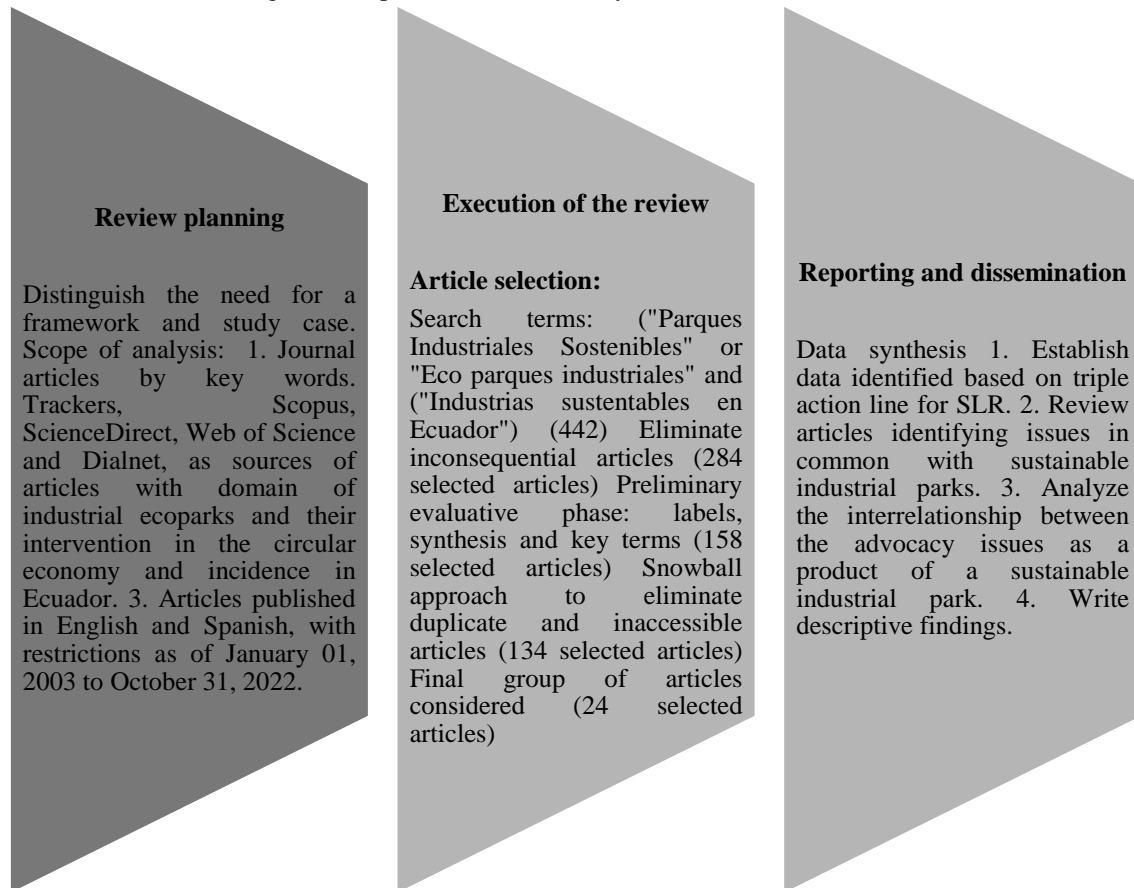 Review planning
Distinguish the need for a
framework and study case.
Scope of analysis: 1. Journal
articles by key words.
Trackers, Scopus,
ScienceDirect, Web of Science
and Dialnet, as sources of
articles with domain of
industrial ecoparks and their
intervention in the circular
economy and incidence in
Ecuador. 3. Articles published
in English and Spanish, with
restrictions as of January 01,
2003 to October 31, 2022.
Execution of the review
Article selection:
Search terms: ("Parques
Industriales Sostenibles" or
"Eco parques industriales" and
("Industrias sustentables en
Ecuador") (442) Eliminate
inconsequential articles (284
selected articles) Preliminary
evaluative phase: labels,
synthesis and key terms (158
selected articles) Snowball
approach to eliminate
duplicate and inaccessible
articles (134 selected articles)
Final group of articles
considered (24 selected
articles)
Reporting and dissemination
Data synthesis 1. Establish
data identified based on triple
action line for SLR. 2. Review
articles identifying issues in
common with sustainable
industrial parks. 3. Analyze
the interrelationship between
the advocacy issues as a
product of a sustainable
industrial park. 4. Write
descriptive findings.